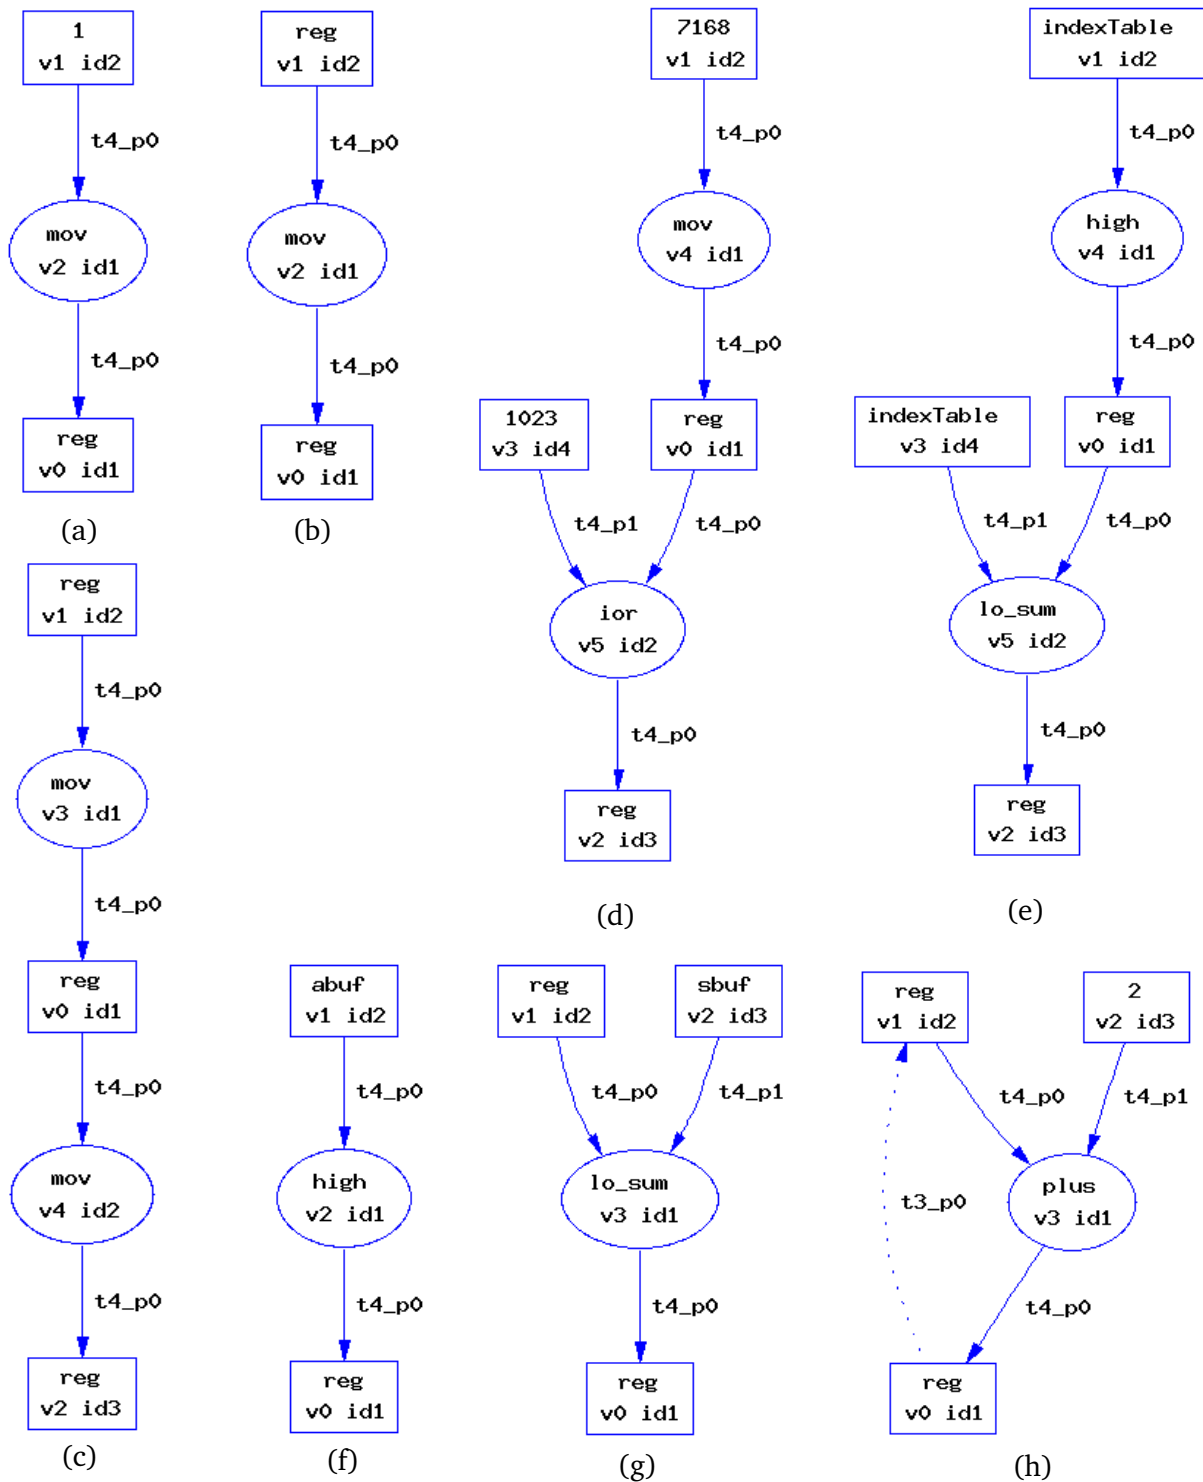 1
v1 id2
t4_p0
mov
v2 id1
t4_p0
reg
v0 id1
(a)
reg
v1 id2
t4_p0
mov
v2 id1
t4_p0
reg
v0 id1
(b)
reg
v1 id2
t4_p0
mov
v3 id1
t4_p0
reg
v0 id1
t4_p0
mov
v4 id2
t4_p0
reg
v2 id3
(c)
7168
v1 id2
t4_p0
mov
v4 id1
t4_p0
1023
v3 id4
reg
v0 id1
t4_p1
t4_p0
ior
v5 id2
t4_p0
reg
v2 id3
(d)
indexTable
v1 id2
t4_p0
high
v4 id1
t4_p0
indexTable
v3 id4
reg
v0 id1
t4_p1
t4_p0
lo_sum
v5 id2
t4_p0
reg
v2 id3
(e)
abuf
v1 id2
t4_p0
high
v2 id1
t4_p0
reg
v0 id1
(f)
reg
v1 id2
sbuf
v2 id3
t4_p0
t4_p1
lo_sum
v3 id1
t4_p0
reg
v0 id1
(g)
reg
v1 id2
2
v2 id3
t4_p0
t4_p1
t3_p0
plus
v3 id1
t4_p0
reg
v0 id1
(h)